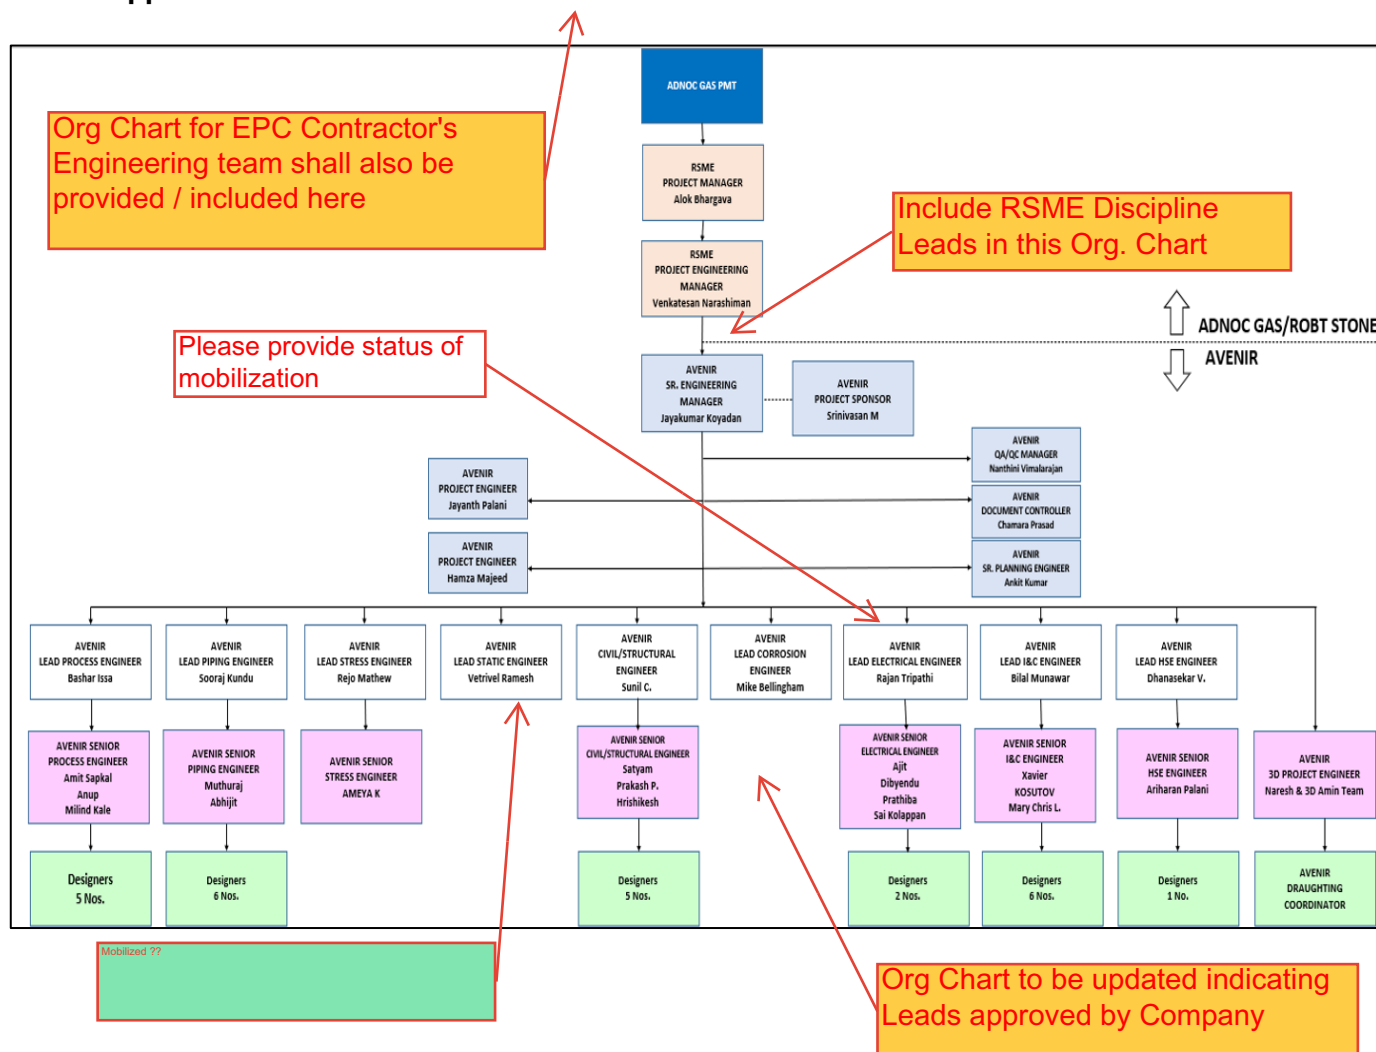 ADNOC GAS PMT
Org Chart for EPC Contractor's
Engineering team shall also be
provided / included here
RSME
PROJECT MANAGER
Alok Bhargava
Include RSME Discipline
Leads in this Org. Chart
RSME
PROJECT ENGINEERING
MANAGER
Venkatesan Narashiman
ADNOC GAS/ROBT STONE
AVENIR
Please provide status of
mobilization
AVENIR
SR. ENGINEERING
MANAGER
Jayakumar Koyadan
AVENIR
PROJECT SPONSOR
Srinivasan M
AVENIR
QA/QC MANAGER
Nanthini Vimalarajan
AVENIR
PROJECT ENGINEER
Jayanth Palani
AVENIR
DOCUMENT CONTROLLER
Chamara Prasad
AVENIR
PROJECT ENGINEER
Hamza Majeed
AVENIR
SR. PLANNING ENGINEER
Ankit Kumar
AVENIR
LEAD PROCESS ENGINEER
Bashar Issa
AVENIR
LEAD PIPING ENGINEER
Sooraj Kundu
AVENIR
LEAD STRESS ENGINEER
Rejo Mathew
AVENIR
LEAD STATIC ENGINEER
Vetrivel Ramesh
AVENIR
CIVIL/STRUCTURAL
ENGINEER
Sunil C.
AVENIR
LEAD CORROSION
ENGINEER
Mike Bellingham
AVENIR
LEAD ELECTRICAL ENGINEER
Rajan Tripathi
AVENIR
LEAD I&C ENGINEER
Bilal Munawar
AVENIR
LEAD HSE ENGINEER
Dhanasekar V.
AVENIR SENIOR
PROCESS ENGINEER
Amit Sapkal
Anup
Milind Kale
AVENIR SENIOR
PIPING ENGINEER
Muthuraj
Abhijit
AVENIR SENIOR
STRESS ENGINEER
AMEYA K
AVENIR SENIOR
CIVIL/STRUCTURAL ENGINEER
Satyam
Prakash P.
Hrishikesh
AVENIR SENIOR
ELECTRICAL ENGINEER
Ajit
Dibyendu
Prathiba
Sai Kolappan
AVENIR SENIOR
I&C ENGINEER
Xavier
KOSUTOV
Mary Chris L.
AVENIR SENIOR
HSE ENGINEER
Ariharan Palani
AVENIR
3D PROJECT ENGINEER
Naresh & 3D Amin Team
Designers
5 Nos.
Designers
6 Nos.
Designers
5 Nos.
Designers
2 Nos.
Designers
6 Nos.
Designers
1 No.
AVENIR
DRAUGHTING
COORDINATOR
Mobilized ??
Org Chart to be updated indicating
Leads approved by Company